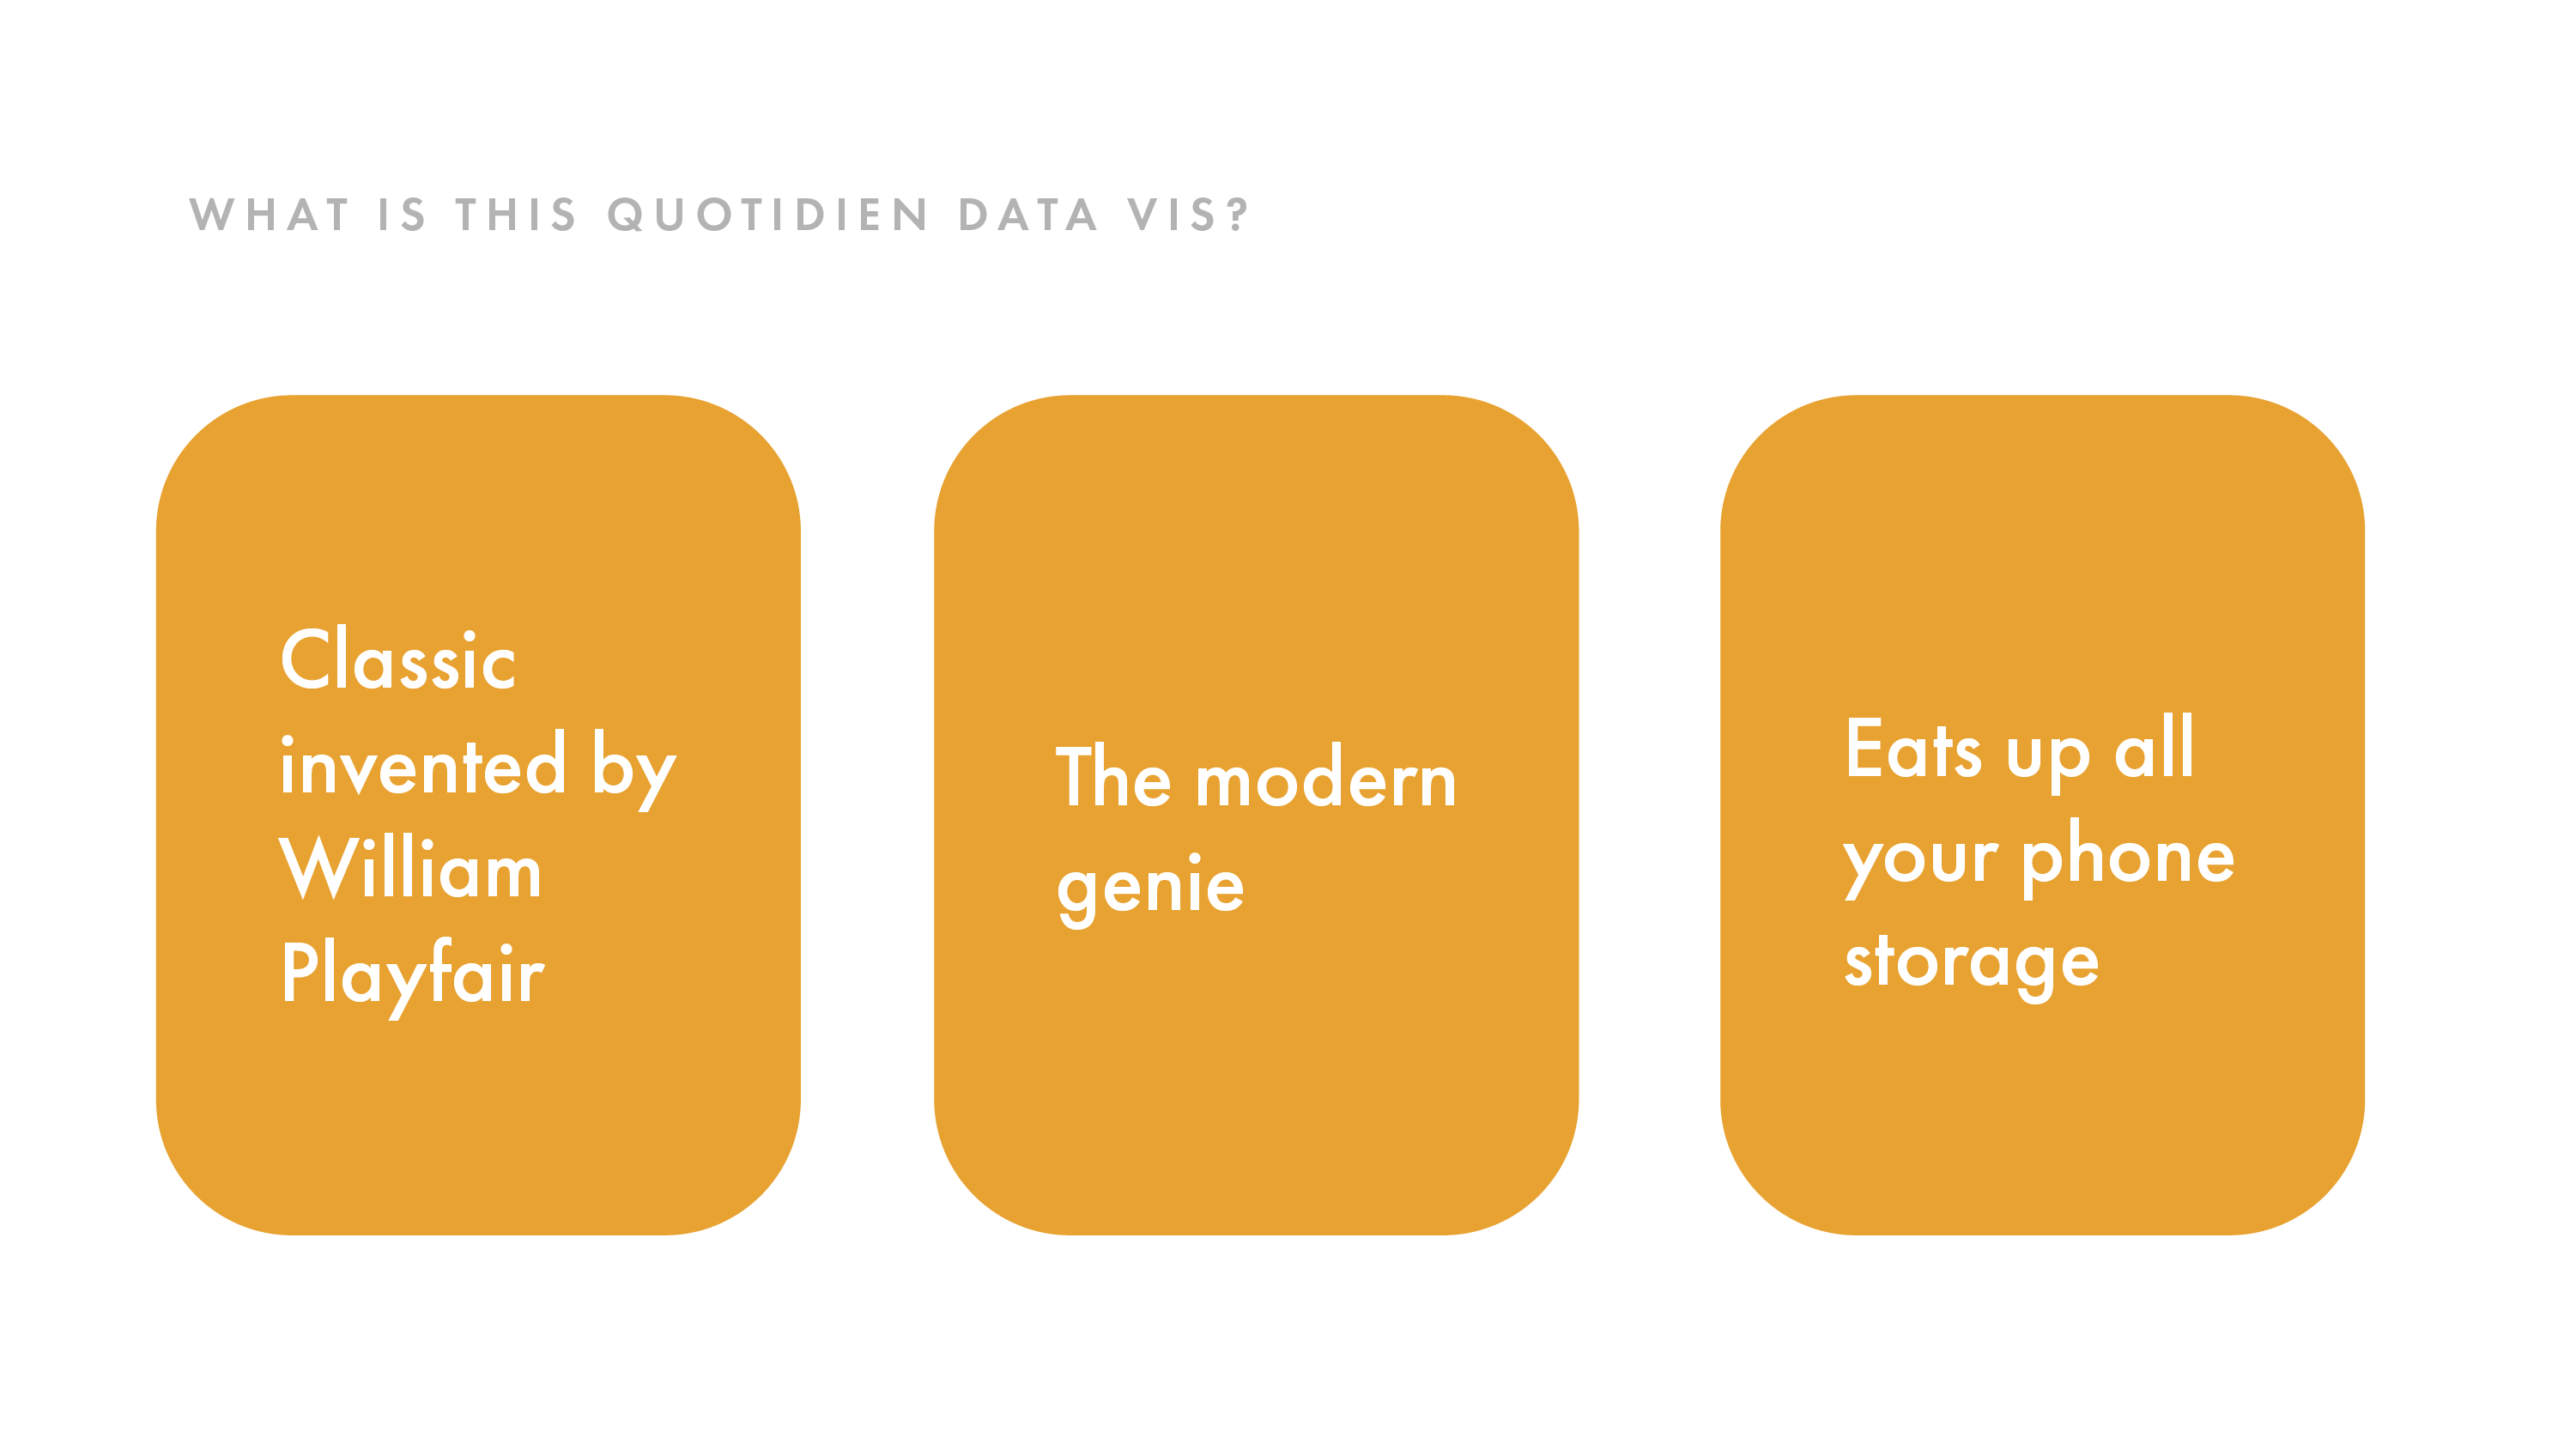 WHAT IS THIS QUOTIDIEN DATA VIS?
Classic
invented by
William
Playfair
The modern
genie
Eats up all
your phone
storage